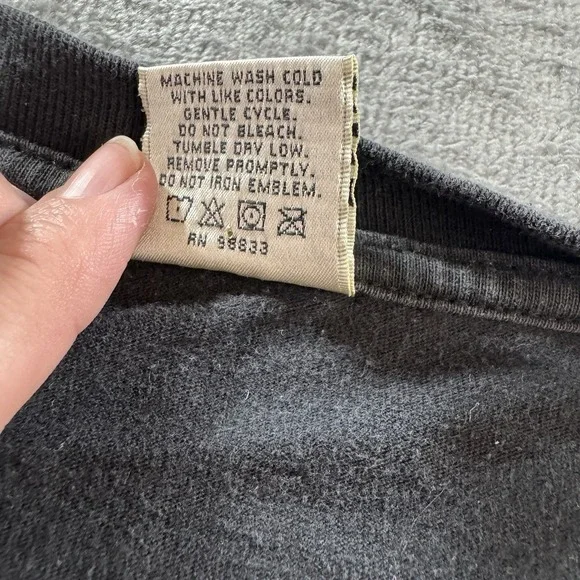 MACHINE WASH COLD
WITH LIKE COLORS.
GENTLE CYCLE.
DO NOT BLEACH.
TUMBLE DRY LOW.
REMOVE PROMPTLY.
DO NOT IRON EMBLEM.
RN 99833